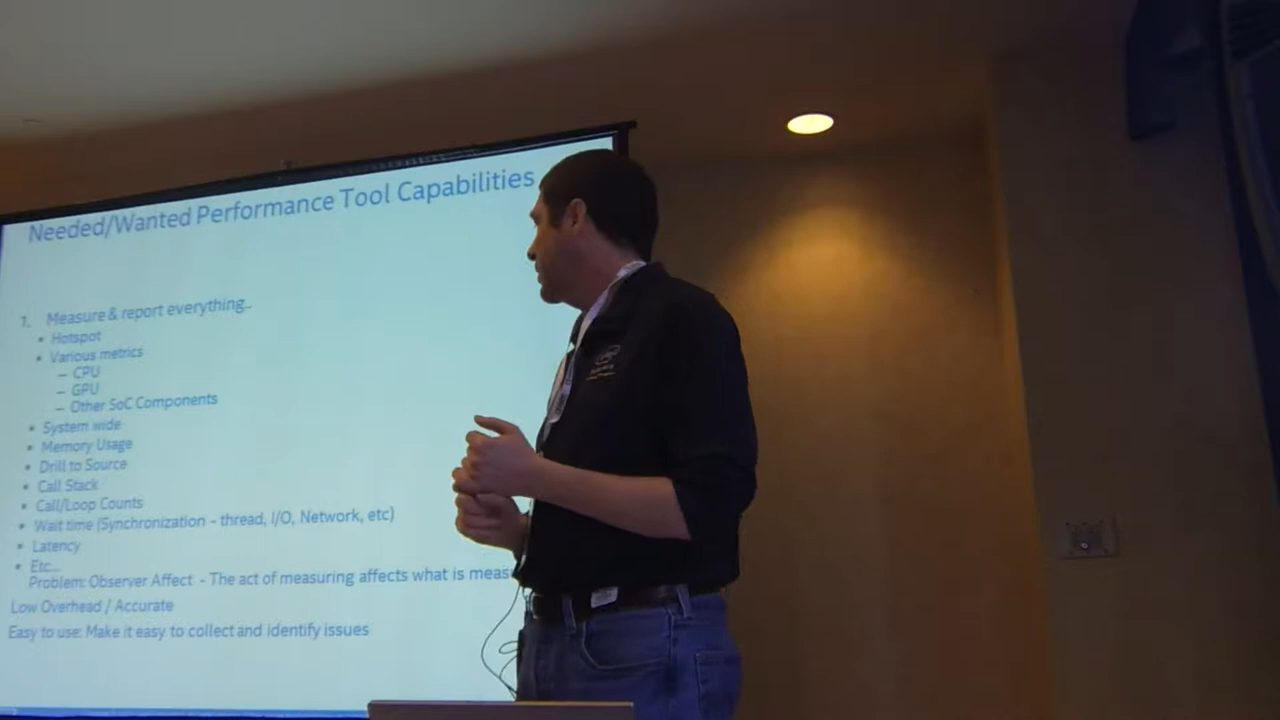 Needed/Wanted Performance Tool Capabilities
1. Measure & report everything...
▪ Hotspot
▪ Various metrics
– CPU
– GPU
– Other SoC Components
▪ System wide
▪ Memory Usage
▪ Drill to Source
▪ Call Stack
▪ Call/Loop Counts
▪ Wait time (Synchronization – thread, I/O, Network, etc)
▪ Latency
▪ Etc...
Problem: Observer Affect - The act of measuring affects what is meas
Low Overhead / Accurate
Easy to use: Make it easy to collect and identify issues